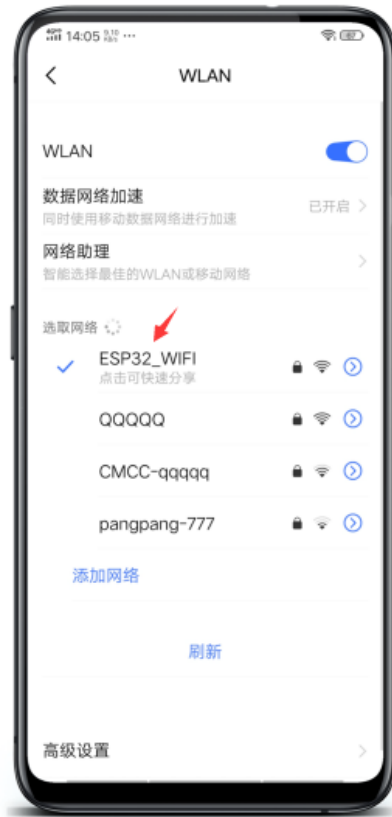 14:05
WLAN
WLAN
数据网络加速
同时使用移动数据网络进行加速
已开启
网络助理
智能选择最佳的WLAN或移动网络
选取网络
ESP32_WIFI
点击可快速分享
QQQQQ
CMCC-qqqqq
pangpang-777
添加网络
刷新
高级设置